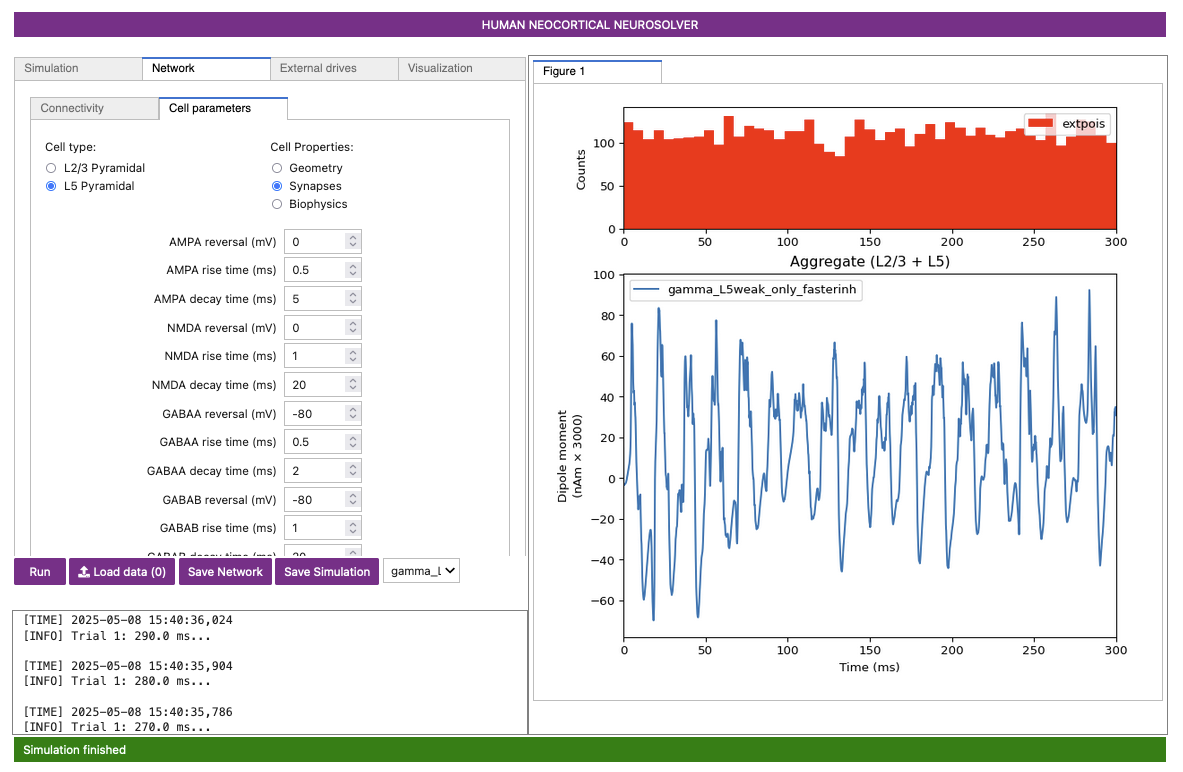 HUMAN NEOCORTICAL NEUROSOLVER
Simulation
Network
External drives
Visualization
Connectivity
Cell parameters
Cell type:
L2/3 Pyramidal
L5 Pyramidal
Cell Properties:
Geometry
Synapses
Biophysics
AMPA reversal (mV) 0
AMPA rise time (ms) 0.5
AMPA decay time (ms) 5
NMDA reversal (mV) 0
NMDA rise time (ms) 1
NMDA decay time (ms) 20
GABAA reversal (mV) -80
GABAA rise time (ms) 0.5
GABAA decay time (ms) 2
GABAB reversal (mV) -80
GABAB rise time (ms) 1
GABAB decay time (ms) 20
Run
Load data (0)
Save Network
Save Simulation
gamma_L
[TIME] 2025-05-08 15:40:36,024
[INFO] Trial 1: 290.0 ms...
[TIME] 2025-05-08 15:40:35,904
[INFO] Trial 1: 280.0 ms...
[TIME] 2025-05-08 15:40:35,786
[INFO] Trial 1: 270.0 ms...
Simulation finished
Figure 1
extpois
Counts
100
50
0
0 50 100 150 200 250 300
Aggregate (L2/3 + L5)
gamma_L5weak_only_fasterinh
Dipole moment
(nAm × 3000)
100
80
60
40
20
0
−20
−40
−60
0 50 100 150 200 250 300
Time (ms)